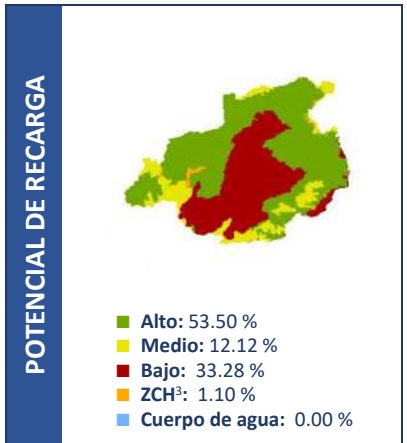 POTENCIAL DE RECARGA
Alto: 53.50 %
Medio: 12.12 %
Bajo: 33.28 %
ZCH³: 1.10 %
Cuerpo de agua: 0.00 %